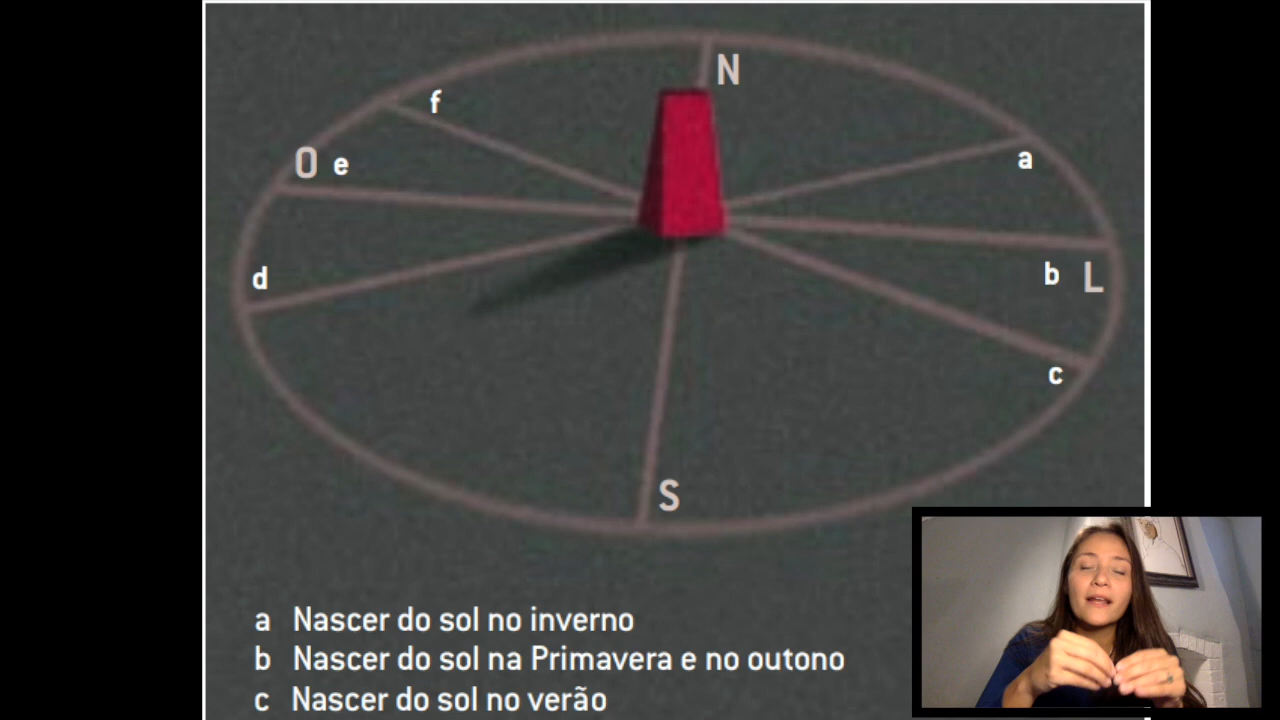 N
f
a
O e
b L
d
c
S
a Nascer do sol no inverno
b Nascer do sol na Primavera e no outono
c Nascer do sol no verão